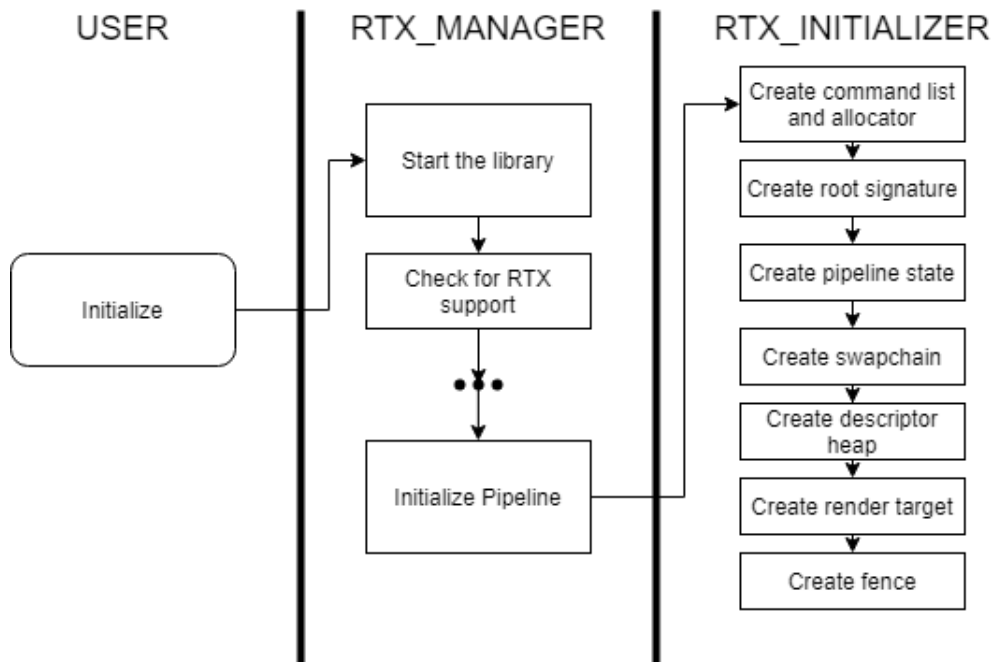 USER
RTX_MANAGER
RTX_INITIALIZER
Initialize
Start the library
Check for RTX
support
Initialize Pipeline
Create command list
and allocator
Create root signature
Create pipeline state
Create swapchain
Create descriptor
heap
Create render target
Create fence